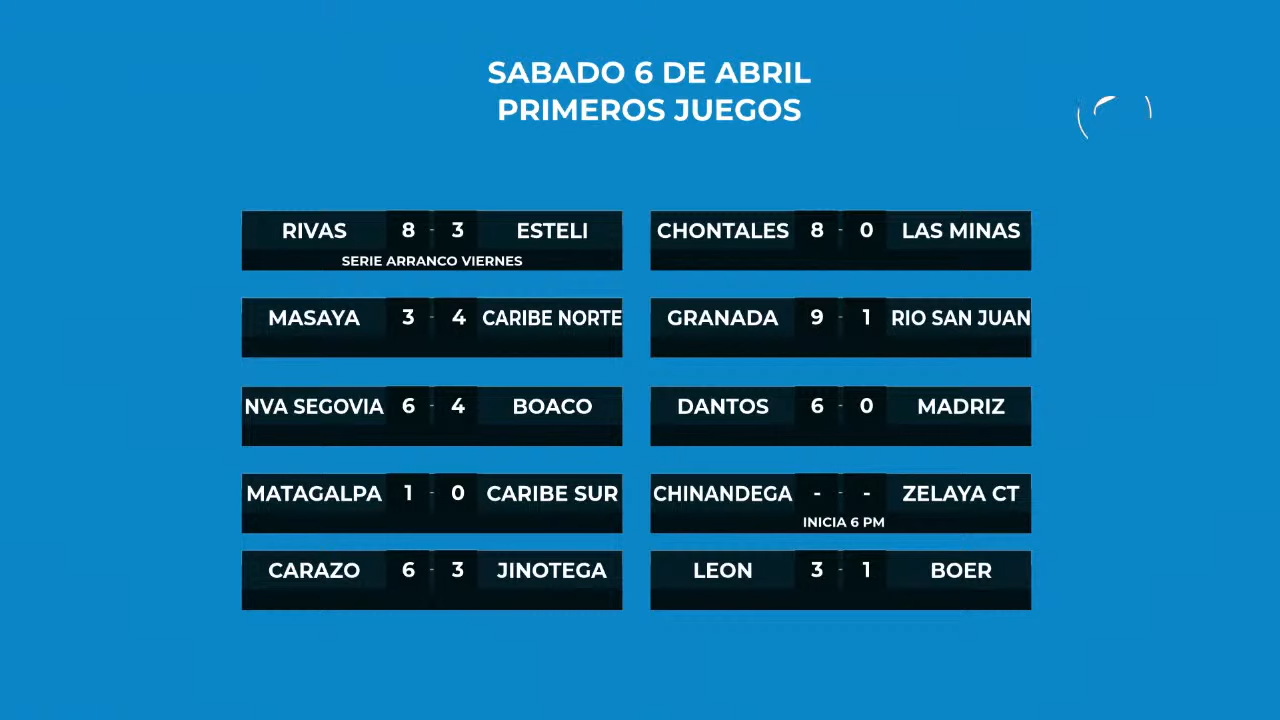 SABADO 6 DE ABRIL
PRIMEROS JUEGOS
RIVAS 8 - 3 ESTELI
SERIE ARRANCO VIERNES
CHONTALES 8 - 0 LAS MINAS
MASAYA 3 - 4 CARIBE NORTE
GRANADA 9 - 1 RIO SAN JUAN
NVA SEGOVIA 6 - 4 BOACO
DANTOS 6 - 0 MADRIZ
MATAGALPA 1 - 0 CARIBE SUR
CHINANDEGA - - - ZELAYA CT
INICIA 6 PM
CARAZO 6 - 3 JINOTEGA
LEON 3 - 1 BOER